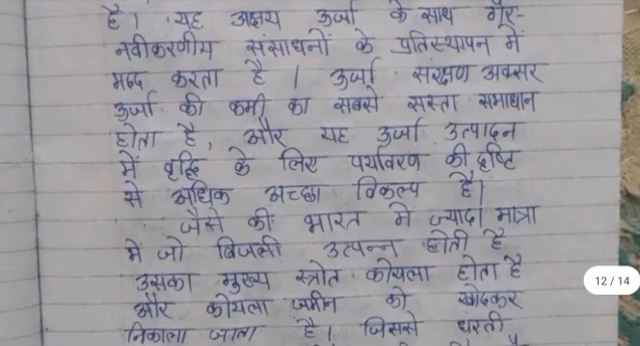 है। यह अक्षय ऊर्जा के साथ गैर-
नवीकरणीय संसाधनों के प्रतिस्थापन में
मदद करता है। ऊर्जा संरक्षण अक्सर
ऊर्जा की कमी का सबसे सस्ता समाधान
होता है, और यह ऊर्जा उत्पादन
में वृद्धि के लिए पर्यावरण की दृष्टि
से अधिक अच्छा विकल्प है।
जैसे की भारत में ज्यादा मात्रा
में जो बिजली उत्पन्न होती है
उसका मुख्य स्त्रोत कोयला होता है
12 / 14
और कोयला जमीन को खोदकर
निकाला जाता है। जिससे धरती